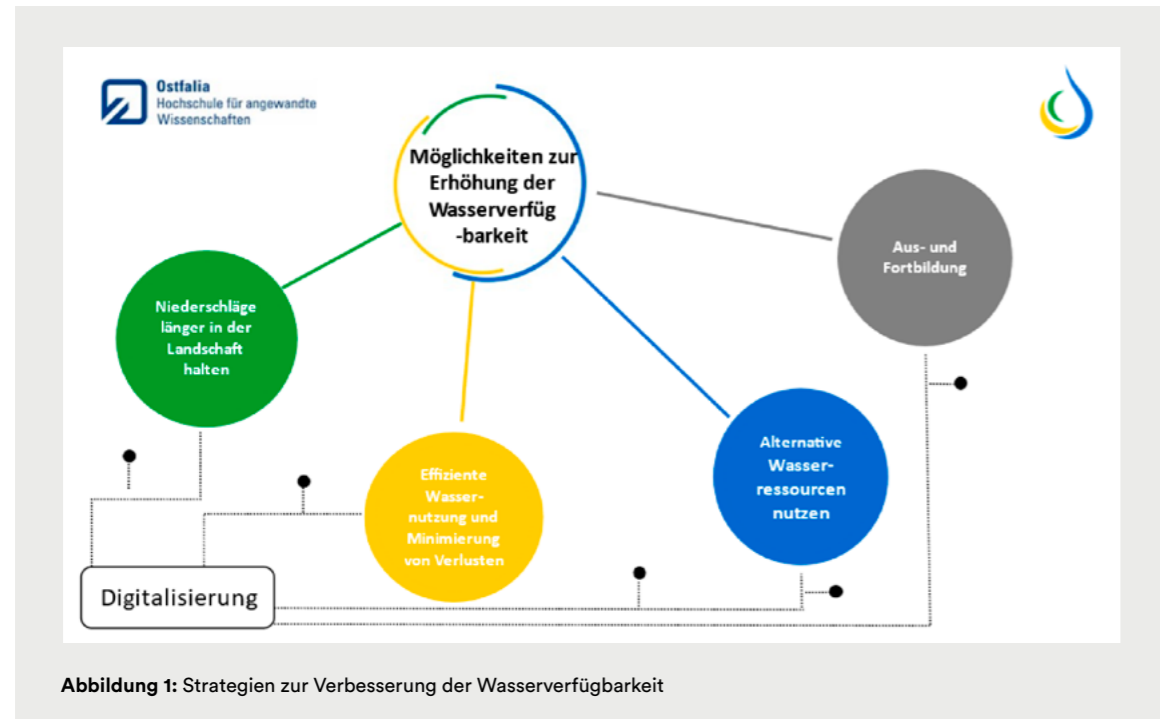 Ostfalia
Hochschule für angewandte
Wissenschaften
Möglichkeiten zur
Erhöhung der
Wasserverfüg
-barkeit
Aus- und
Fortbildung
Niederschläge
länger in der
Landschaft
halten
Effiziente
Wasser-
nutzung und
Minimierung
von Verlusten
Alternative
Wasser-
ressourcen
nutzen
Digitalisierung
Abbildung 1: Strategien zur Verbesserung der Wasserverfügbarkeit